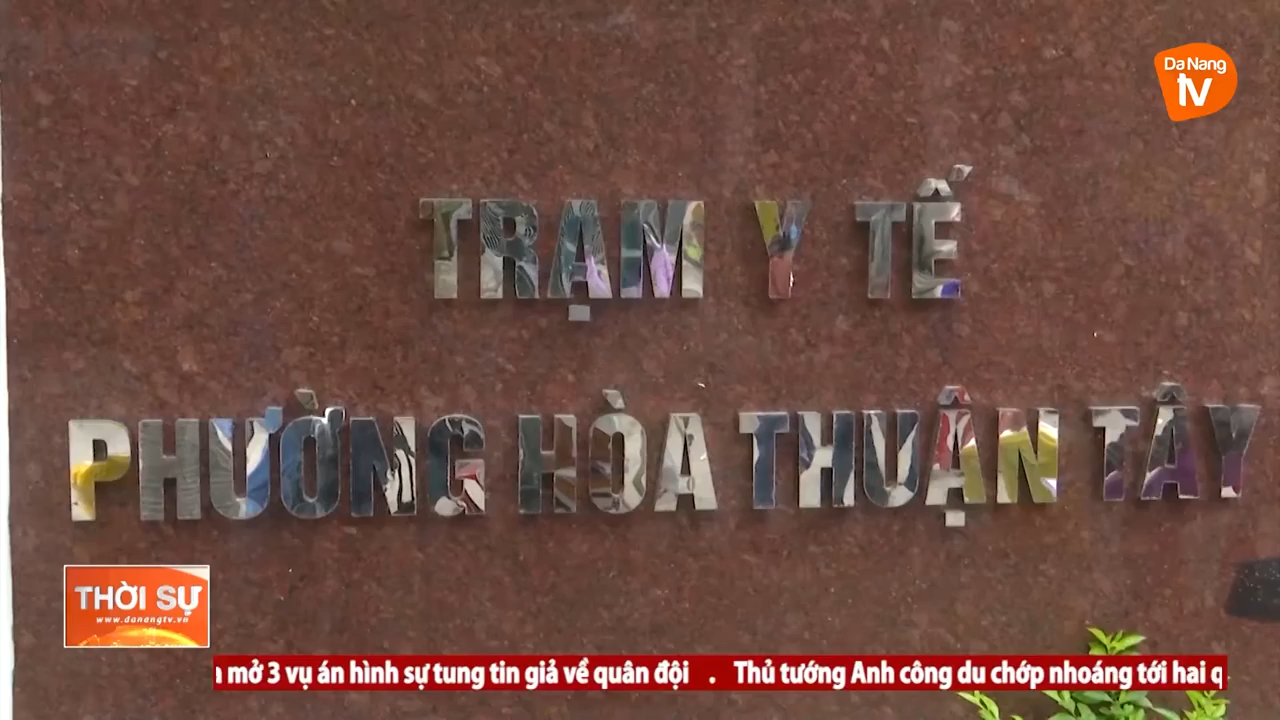 Da Nang
tv
TRẠM Y TẾ
PHƯỜNG HÒA THUẬN TÂY
THỜI SỰ
www.danangtv.vn
mở 3 vụ án hình sự tung tin giả về quân đội . Thủ tướng Anh công du chớp nhoáng tới hai